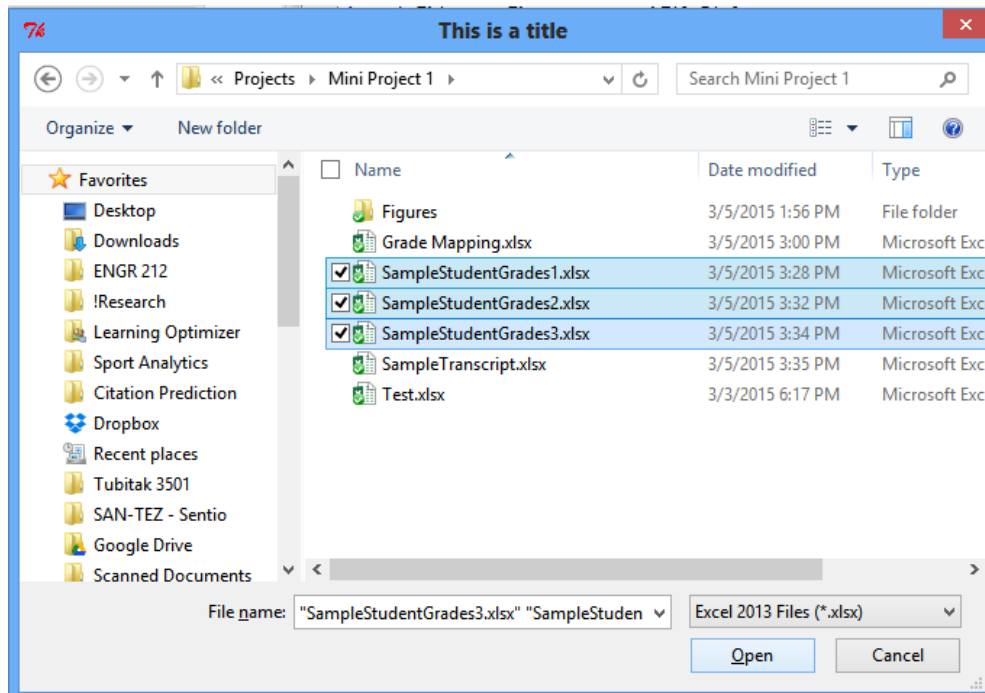 This is a title
« Projects Mini Project 1
Search Mini Project 1
Organize New folder
Name Date modified Type
Favorites
Desktop
Downloads
ENGR 212
!Research
Learning Optimizer
Sport Analytics
Citation Prediction
Dropbox
Recent places
Tubitak 3501
SAN-TEZ - Sentio
Google Drive
Scanned Documents
Figures 3/5/2015 1:56 PM File folder
Grade Mapping.xlsx 3/5/2015 3:00 PM Microsoft Exc
SampleStudentGrades1.xlsx 3/5/2015 3:28 PM Microsoft Exc
SampleStudentGrades2.xlsx 3/5/2015 3:32 PM Microsoft Exc
SampleStudentGrades3.xlsx 3/5/2015 3:34 PM Microsoft Exc
SampleTranscript.xlsx 3/5/2015 3:35 PM Microsoft Exc
Test.xlsx 3/3/2015 6:17 PM Microsoft Exc
File name: "SampleStudentGrades3.xlsx" "SampleStuden Excel 2013 Files (*.xlsx)
Open Cancel